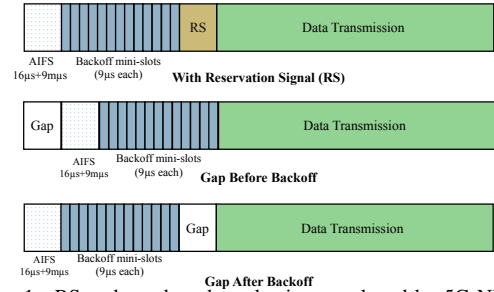 RS
Data Transmission
AIFS
16μs+9mμs
Backoff mini-slots
(9μs each)
With Reservation Signal (RS)
Gap
Data Transmission
AIFS
16μs+9mμs
Backoff mini-slots
(9μs each)
Gap Before Backoff
Gap
Data Transmission
AIFS
16μs+9mμs
Backoff mini-slots
(9μs each)
Gap After Backoff